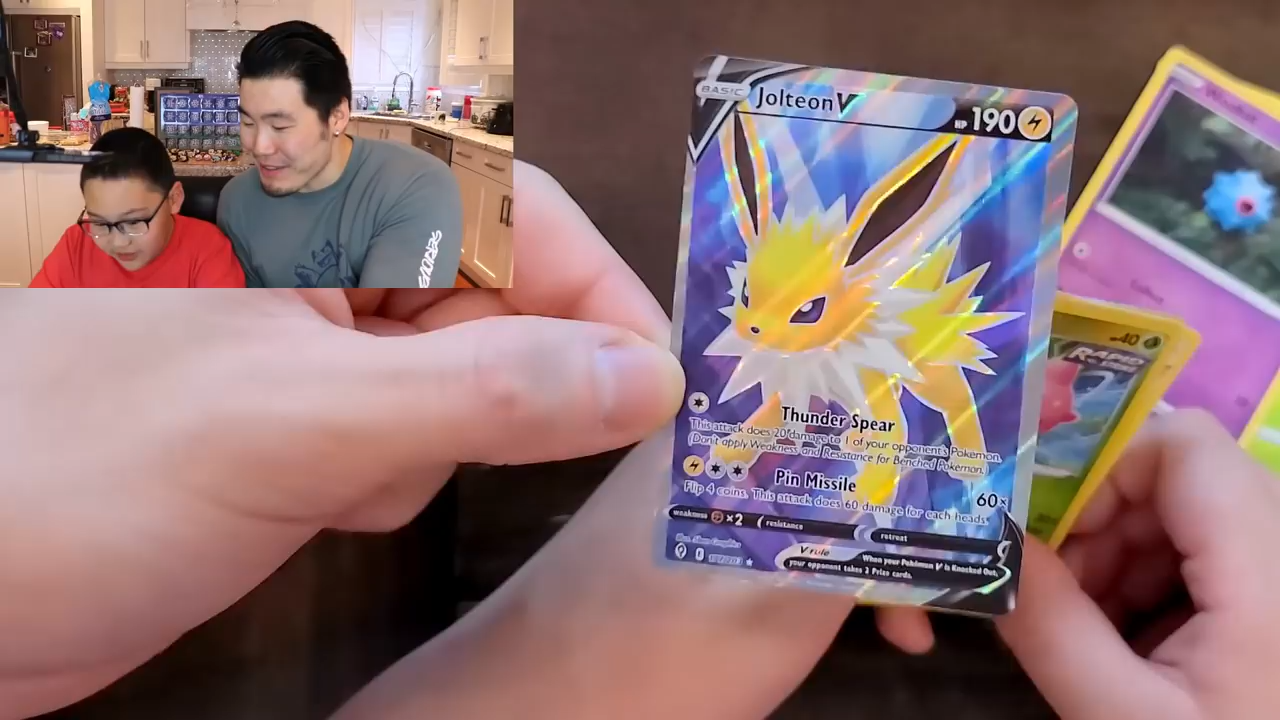 BASIC
Jolteon V
HP 190
Thunder Spear
This attack does 20 damage to 1 of your opponent's Pokémon.
(Don't apply Weakness and Resistance for Benched Pokémon.)
Pin Missile 60×
Flip 4 coins. This attack does 60 damage for each heads.
weakness ×2 resistance retreat
V rule When your Pokémon V is Knocked Out,
your opponent takes 2 Prize cards.
40
RAPID